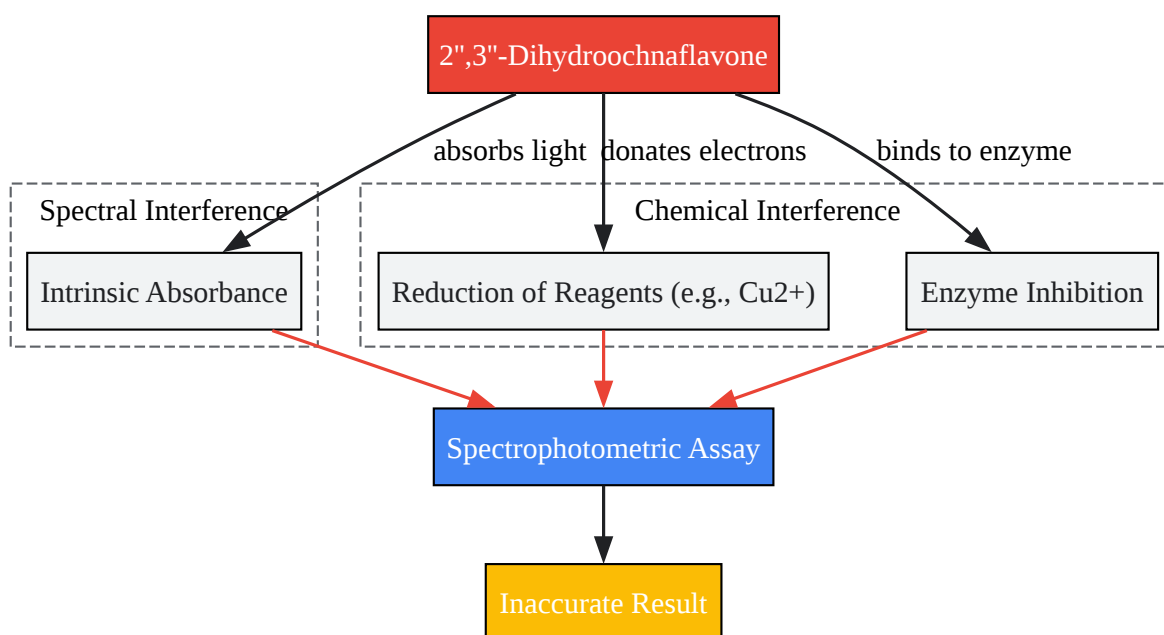 2",3"-Dihydroochnaflavone
absorbs light
donates electrons
binds to enzyme
Spectral Interference
Chemical Interference
Intrinsic Absorbance
Reduction of Reagents (e.g., Cu2+)
Enzyme Inhibition
Spectrophotometric Assay
Inaccurate Result